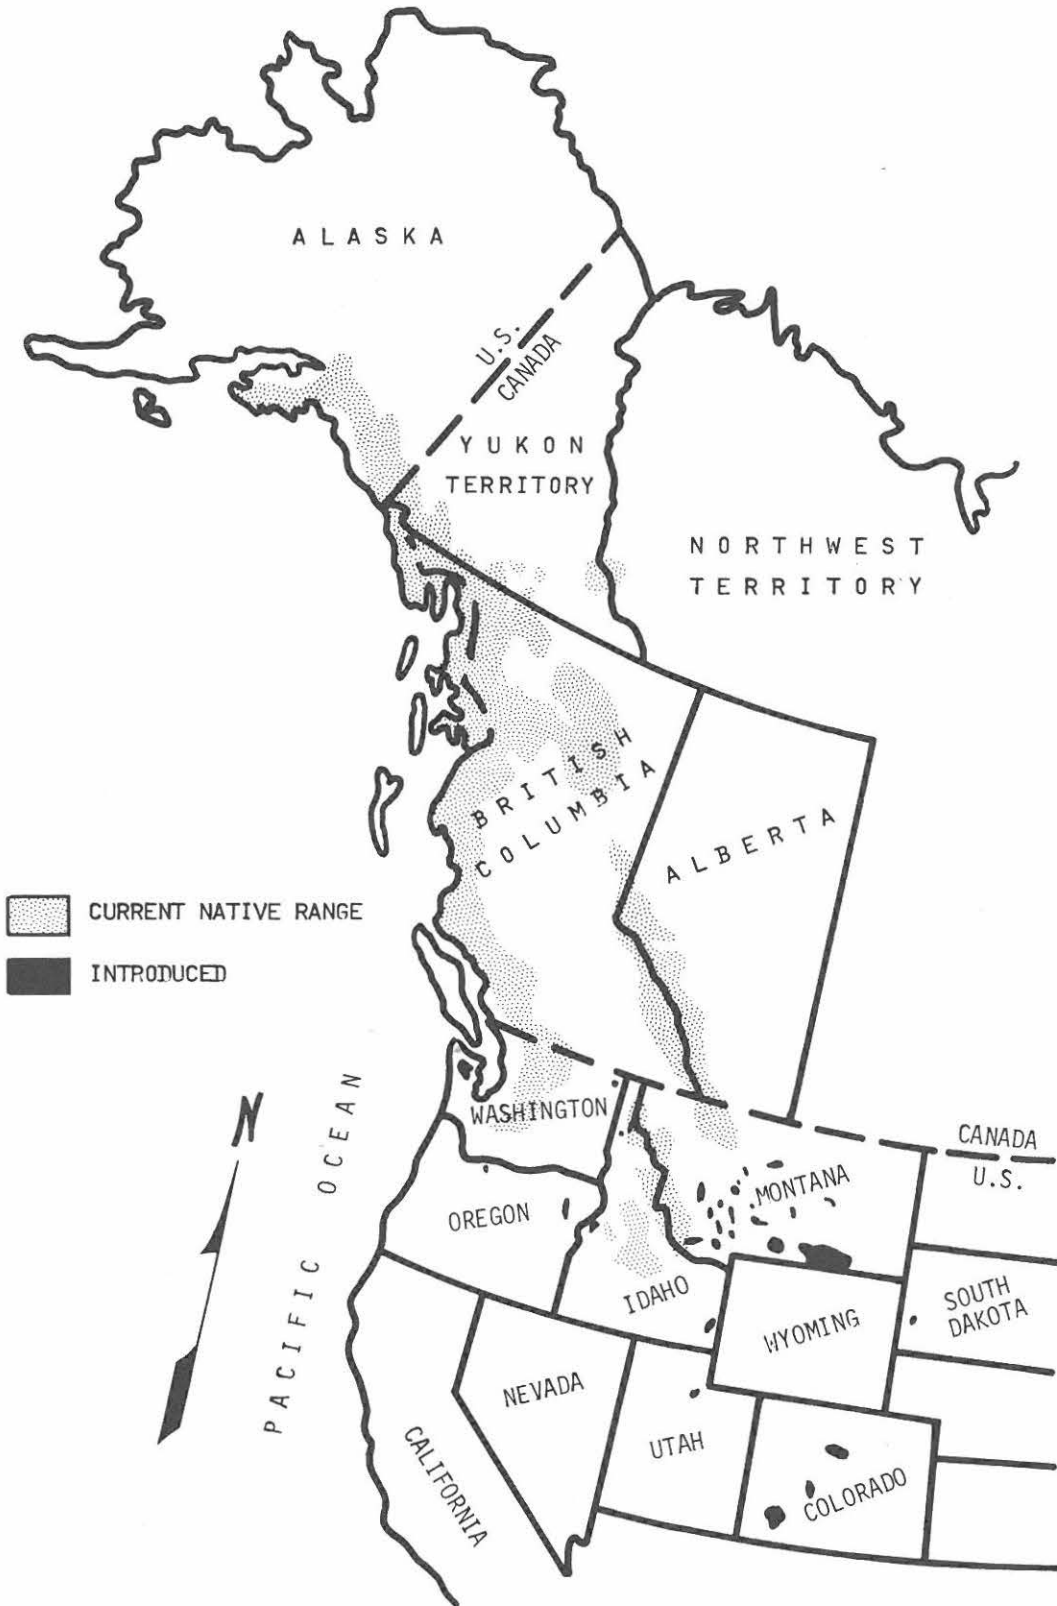 ALASKA
U.S.
CANADA
YUKON
TERRITORY
NORTHWEST
TERRITORY
BRITISH
COLUMBIA
ALBERTA
CURRENT NATIVE RANGE
INTRODUCED
N
PACIFIC OCEAN
WASHINGTON
CANADA
U.S.
MONTANA
OREGON
IDAHO
SOUTH
DAKOTA
WYOMING
NEVADA
UTAH
COLORADO
CALIFORNIA